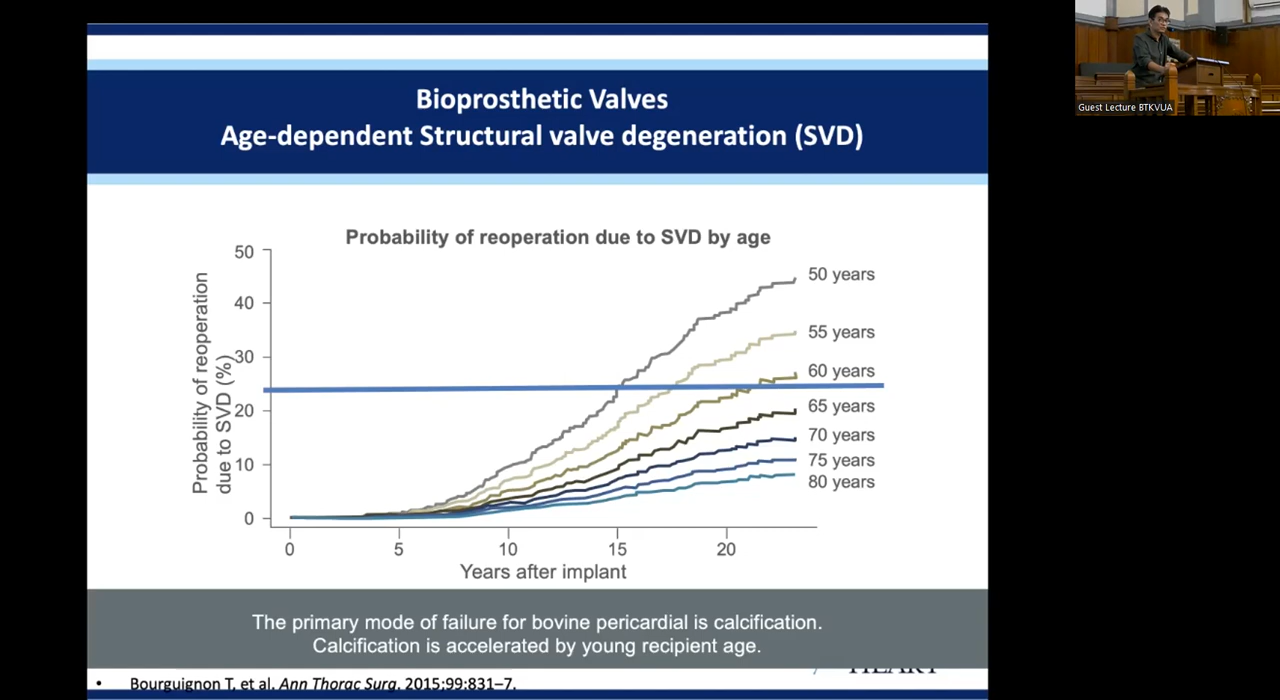 Bioprosthetic Valves
Age-dependent Structural valve degeneration (SVD)
Guest Lecture BTKVUA
Probability of reoperation due to SVD by age
Probability of reoperation
due to SVD (%)
50
40
30
20
10
0
50 years
55 years
60 years
65 years
70 years
75 years
80 years
0 5 10 15 20
Years after implant
The primary mode of failure for bovine pericardial is calcification.
Calcification is accelerated by young recipient age.
HEART
• Bourguignon T, et al. Ann Thorac Surg. 2015;99:831–7.